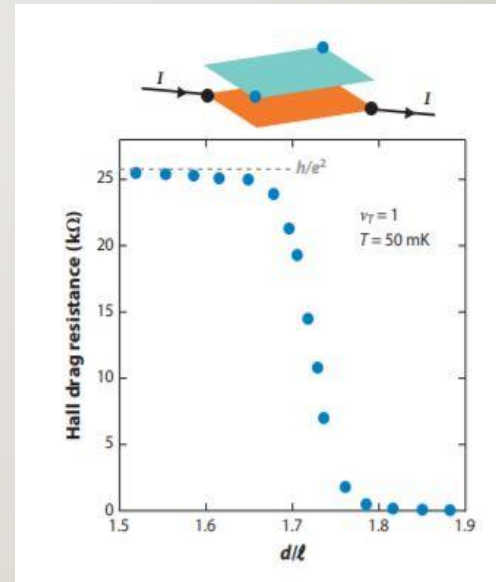 I
I
h/e²
ν_T = 1
T = 50 mK
Hall drag resistance (kΩ)
25
20
15
10
5
0
1.5 1.6 1.7 1.8 1.9
d/ℓ